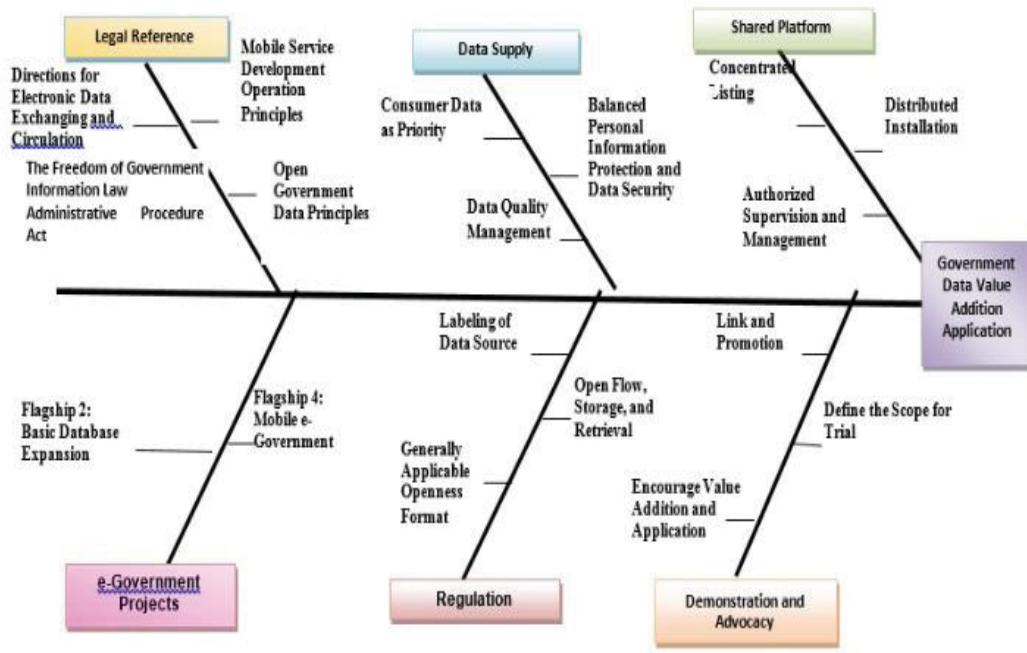 Legal Reference
Directions for
Electronic Data
Exchanging and
Circulation
Mobile Service
Development
Operation
Principles
The Freedom of Government
Information Law
Administrative Procedure
Act
Open
Government
Data Principles
Data Supply
Consumer Data
as Priority
Balanced
Personal
Information
Protection and
Data Security
Data Quality
Management
Shared Platform
Concentrated
Listing
Distributed
Installation
Authorized
Supervision and
Management
Government
Data Value
Addition
Application
Flagship 2:
Basic Database
Expansion
Flagship 4:
Mobile e-
Government
e-Government
Projects
Labeling of
Data Source
Open Flow,
Storage, and
Retrieval
Generally
Applicable
Openness
Format
Regulation
Link and
Promotion
Define the Scope for
Trial
Encourage Value
Addition and
Application
Demonstration and
Advocacy